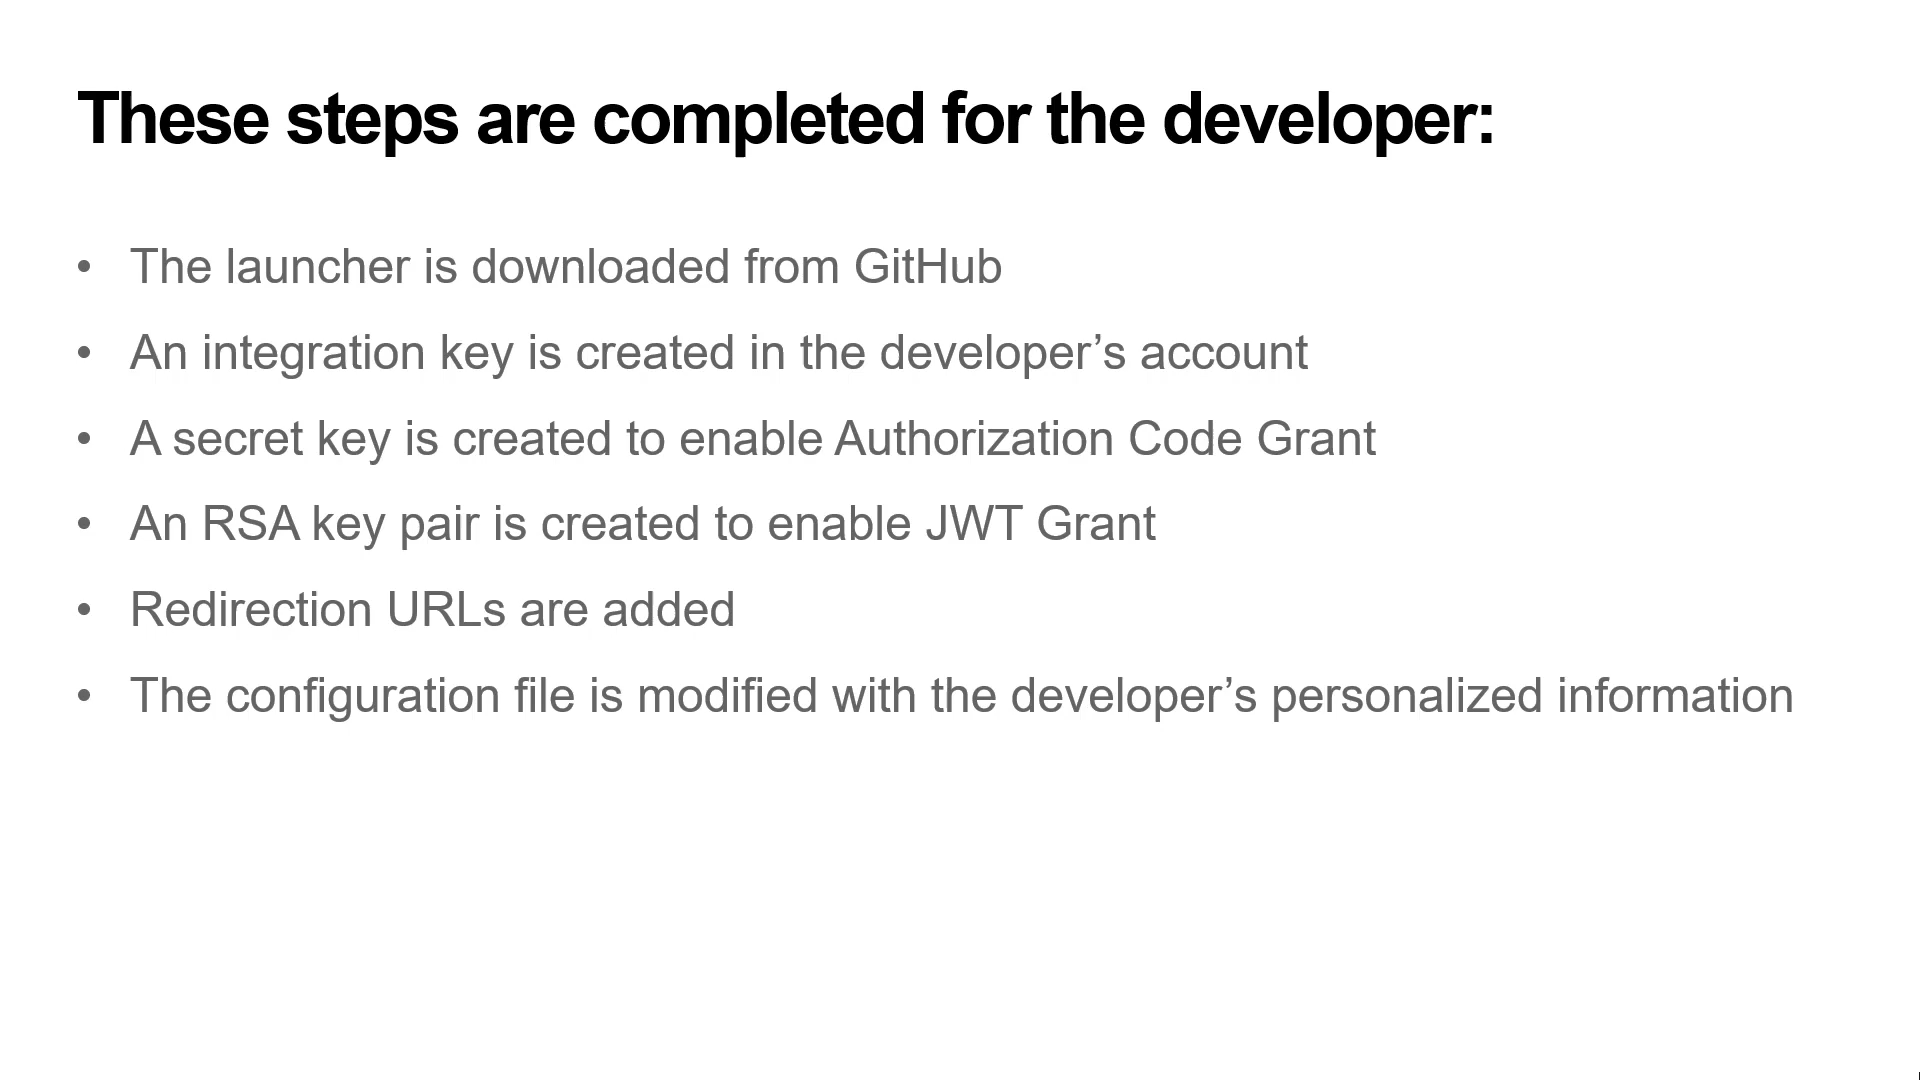 These steps are completed for the developer:
• The launcher is downloaded from GitHub
• An integration key is created in the developer’s account
• A secret key is created to enable Authorization Code Grant
• An RSA key pair is created to enable JWT Grant
• Redirection URLs are added
• The configuration file is modified with the developer’s personalized information